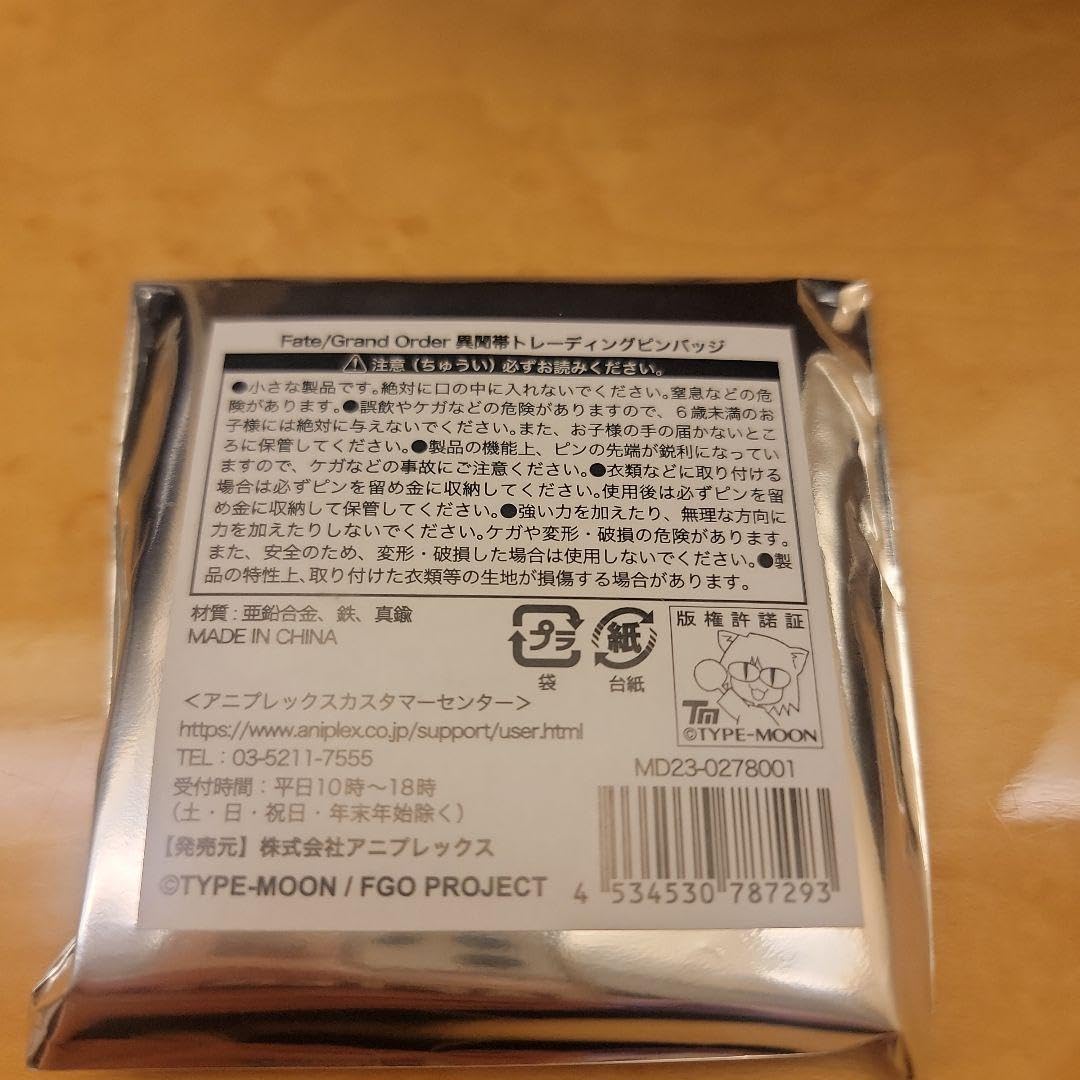 Fate/Grand Order 異聞帯トレーディングピンバッジ
注意（ちゅうい）必ずお読みください。
●小さな製品です。絶対に口の中に入れないでください。窒息などの危
険があります。●誤飲やケガなどの危険がありますので、6歳未満のお
子様には絶対に与えないでください。また、お子様の手の届かないとこ
ろに保管してください。●製品の機能上、ピンの先端が鋭利になってい
ますので、ケガなどの事故にご注意ください。●衣類などに取り付ける
場合は必ずピンを留め金に収納してください。使用後は必ずピンを留
め金に収納して保管してください。●強い力を加えたり、無理な方向に
力を加えたりしないでください。ケガや変形・破損の危険があります。
また、安全のため、変形・破損した場合は使用しないでください。●製
品の特性上、取り付けた衣類等の生地が損傷する場合があります。
材質：亜鉛合金、鉄、真鍮
MADE IN CHINA
プラ
袋
紙
台紙
版権許諾証
TM
©TYPE-MOON
＜アニプレックスカスタマーセンター＞
https://www.aniplex.co.jp/support/user.html
TEL：03-5211-7555
受付時間：平日10時～18時
（土・日・祝日・年末年始除く）
【発売元】株式会社アニプレックス
©TYPE-MOON / FGO PROJECT
MD23-0278001
4 534530 787293